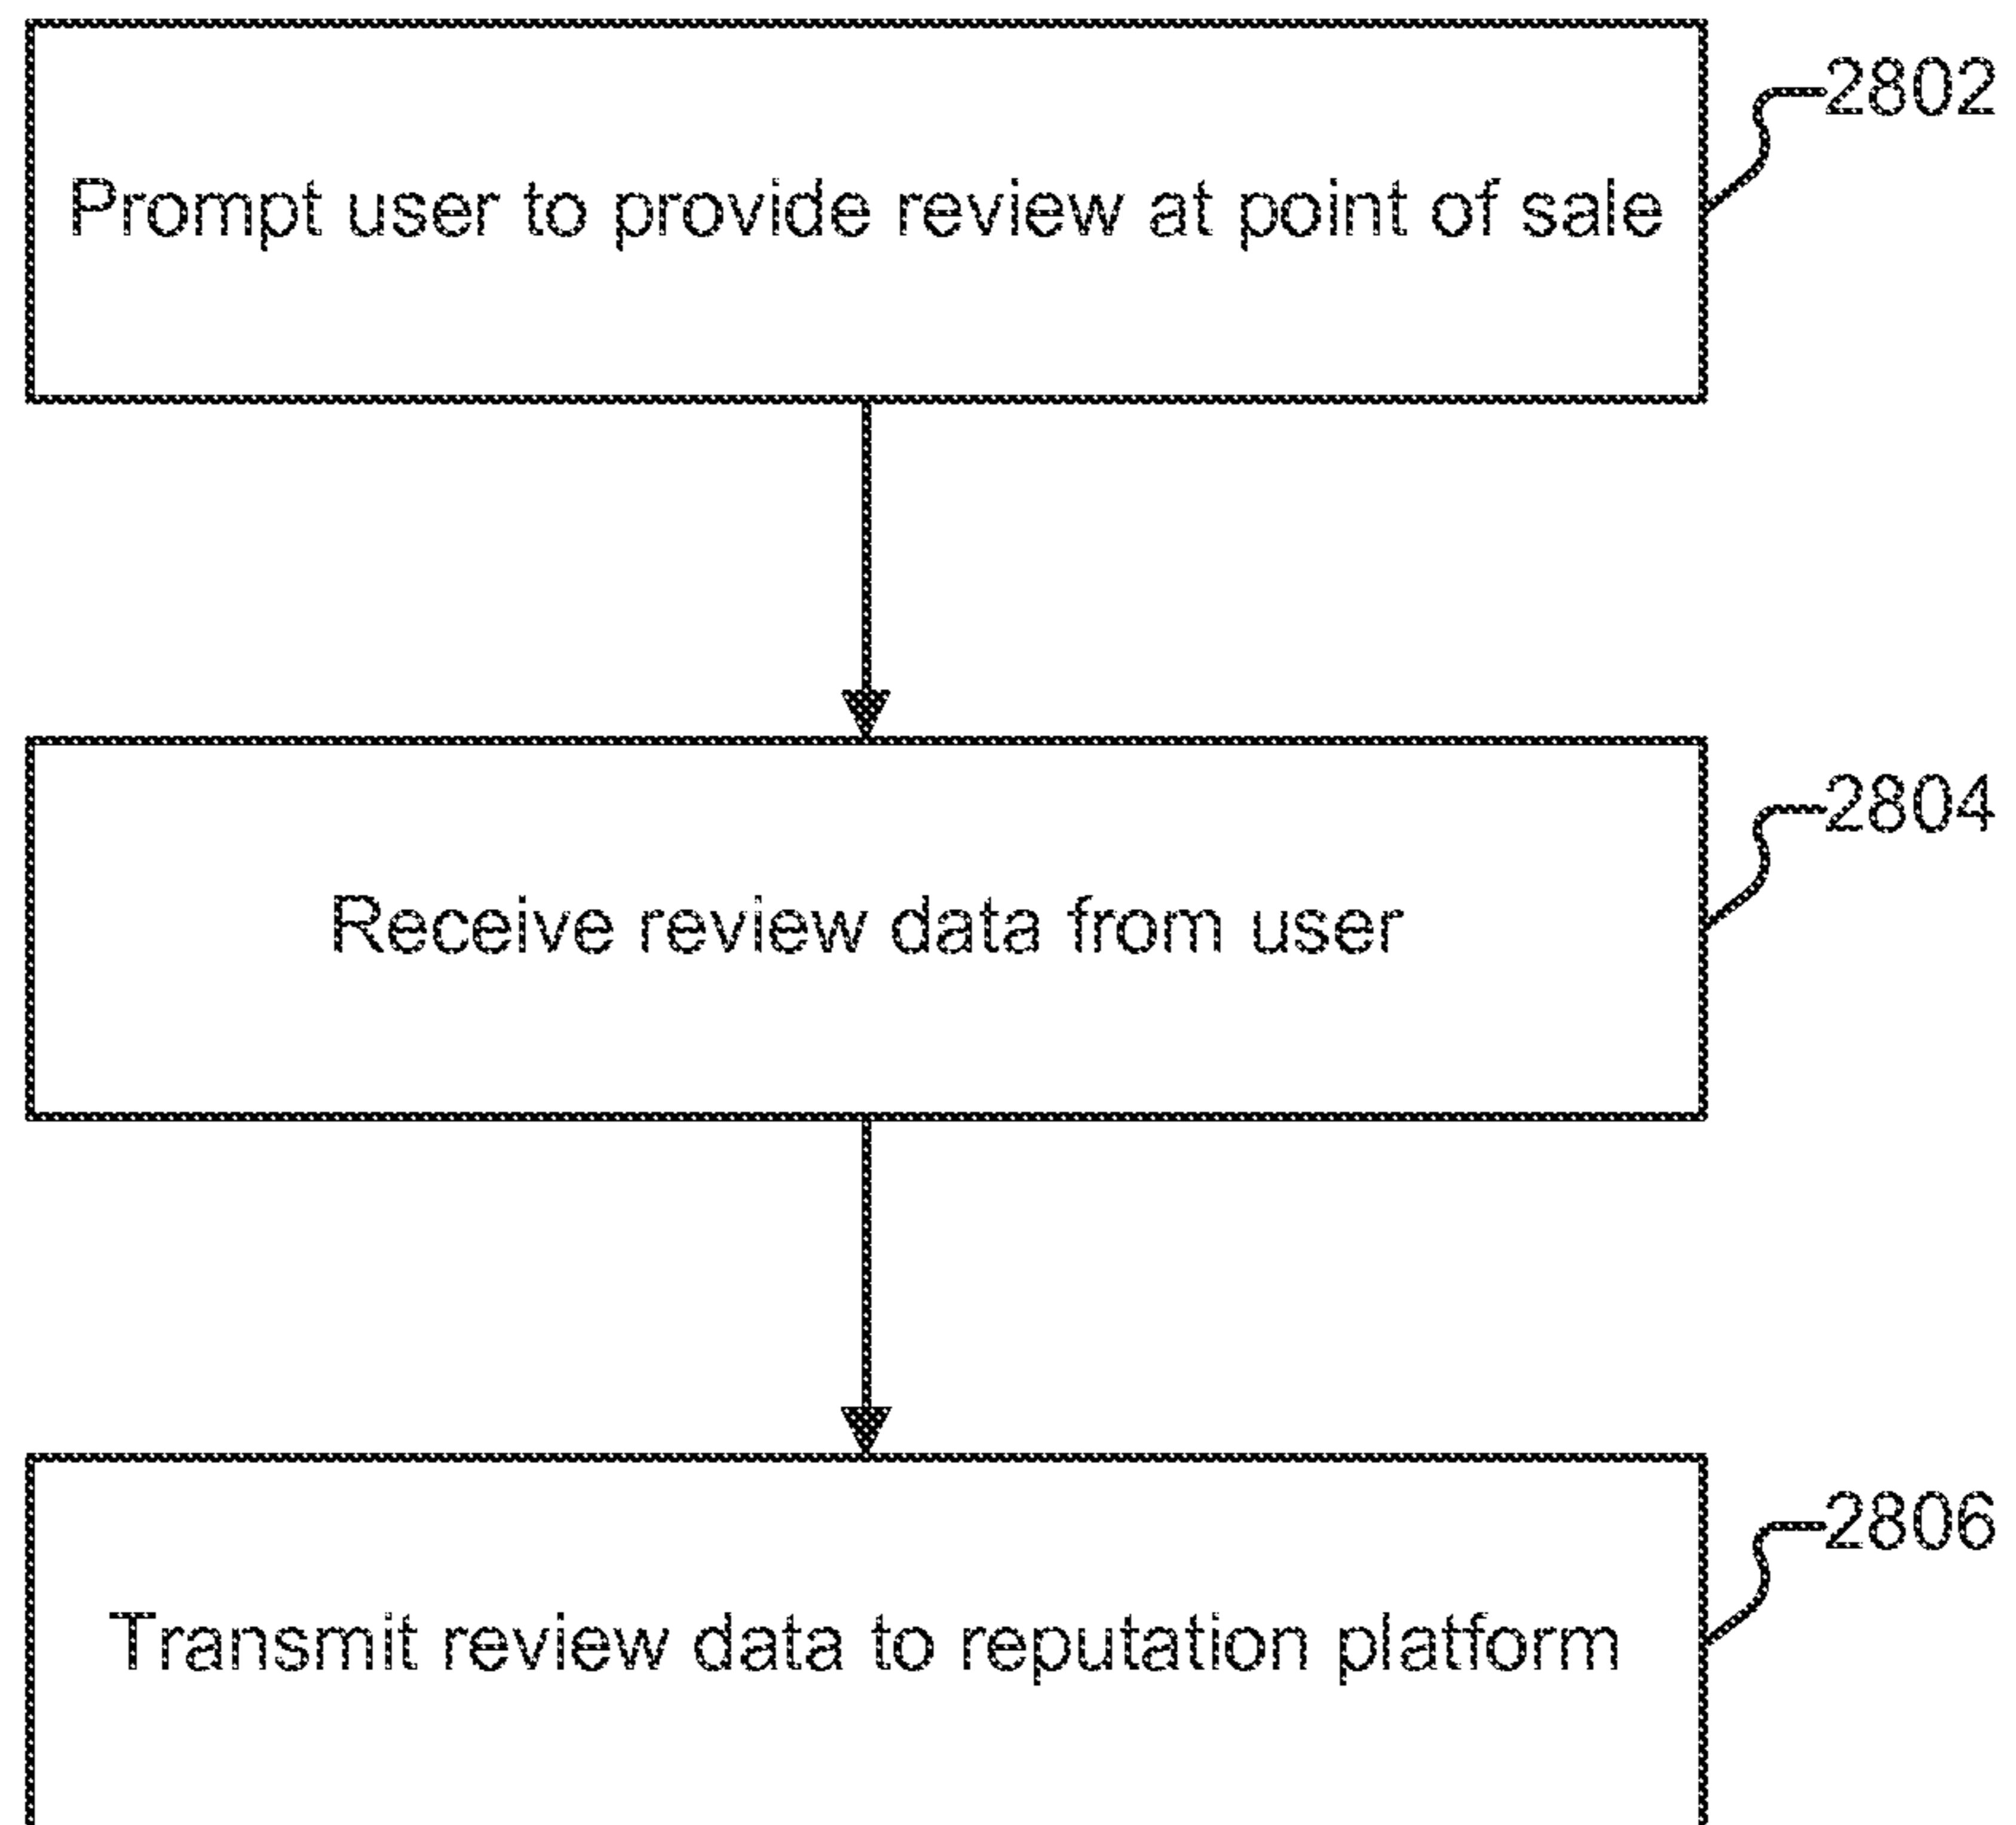 2802
Prompt user to provide review at point of sale
2804
Receive review data from user
2806
Transmit review data to reputation platform